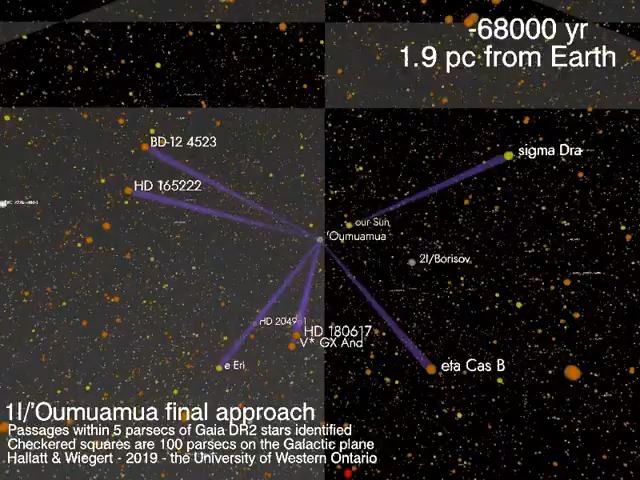 -68000 yr
1.9 pc from Earth
BD-12 4523
sigma Dra
HD 165222
our Sun
'Oumuamua
2I/Borisov
HD 2049
HD 180617
V* GX And
e Eri
eta Cas B
1I/'Oumuamua final approach
Passages within 5 parsecs of Gaia DR2 stars identified
Checkered squares are 100 parsecs on the Galactic plane
Hallatt & Wiegert - 2019 - the University of Western Ontario